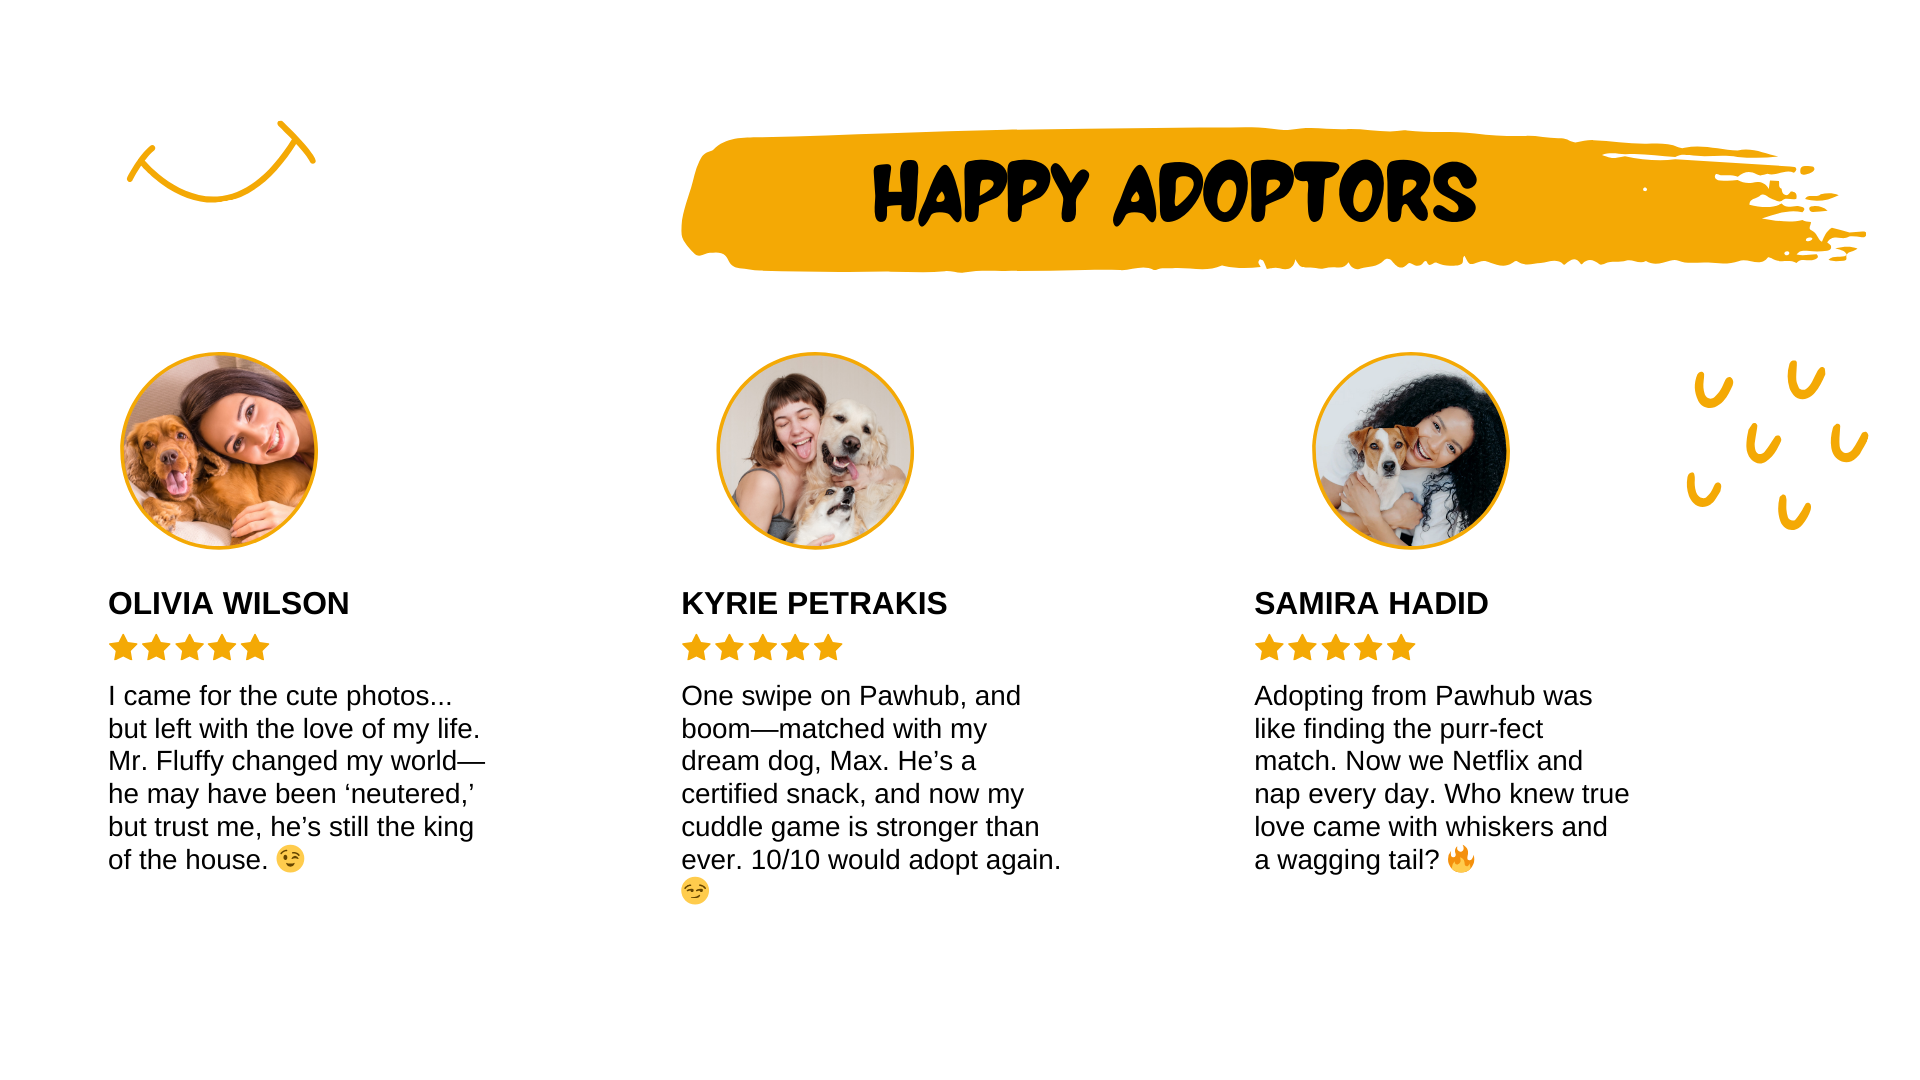 HAPPY ADOPTORS
OLIVIA WILSON
I came for the cute photos...
but left with the love of my life.
Mr. Fluffy changed my world—
he may have been ‘neutered,’
but trust me, he’s still the king
of the house. 😉
KYRIE PETRAKIS
One swipe on Pawhub, and
boom—matched with my
dream dog, Max. He’s a
certified snack, and now my
cuddle game is stronger than
ever. 10/10 would adopt again.
😏
SAMIRA HADID
Adopting from Pawhub was
like finding the purr-fect
match. Now we Netflix and
nap every day. Who knew true
love came with whiskers and
a wagging tail? 🔥